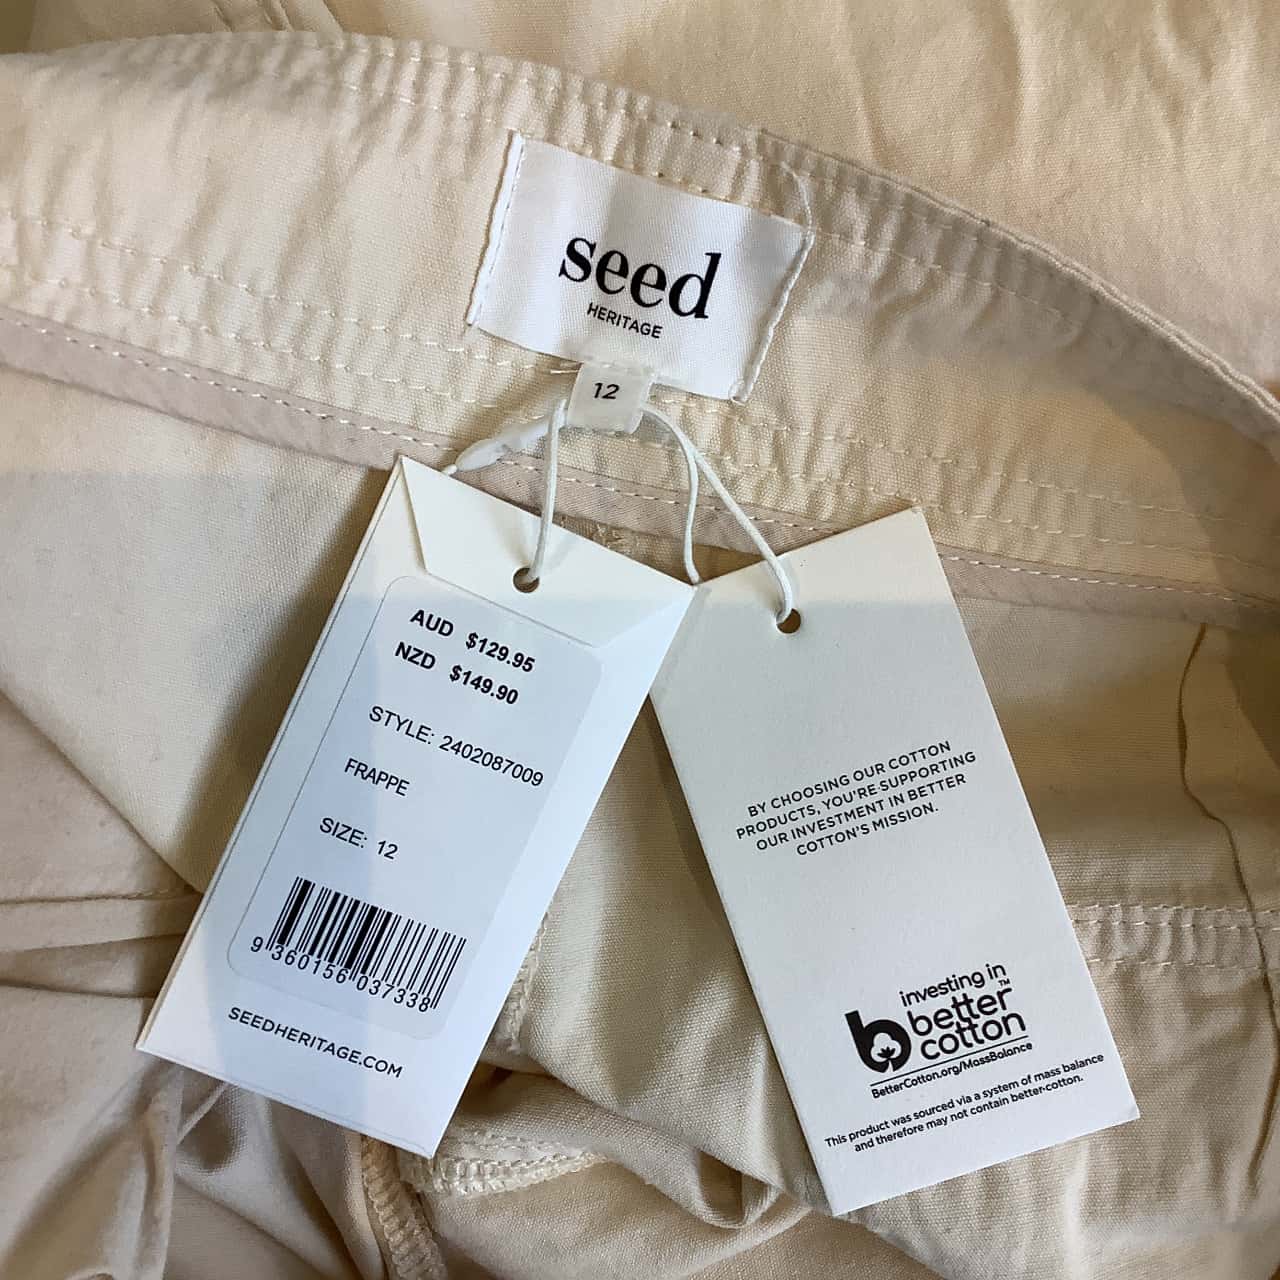 seed
HERITAGE
12
AUD $129.95
NZD $149.90
STYLE: 2402087009
FRAPPE
SIZE: 12
9 360156 037338
SEEDHERITAGE.COM
BY CHOOSING OUR COTTON
PRODUCTS, YOU'RE SUPPORTING
OUR INVESTMENT IN BETTER
COTTON'S MISSION.
investing in
better™
cotton
BetterCotton.org/MassBalance
This product was sourced via a system of mass balance
and therefore may not contain better-cotton.